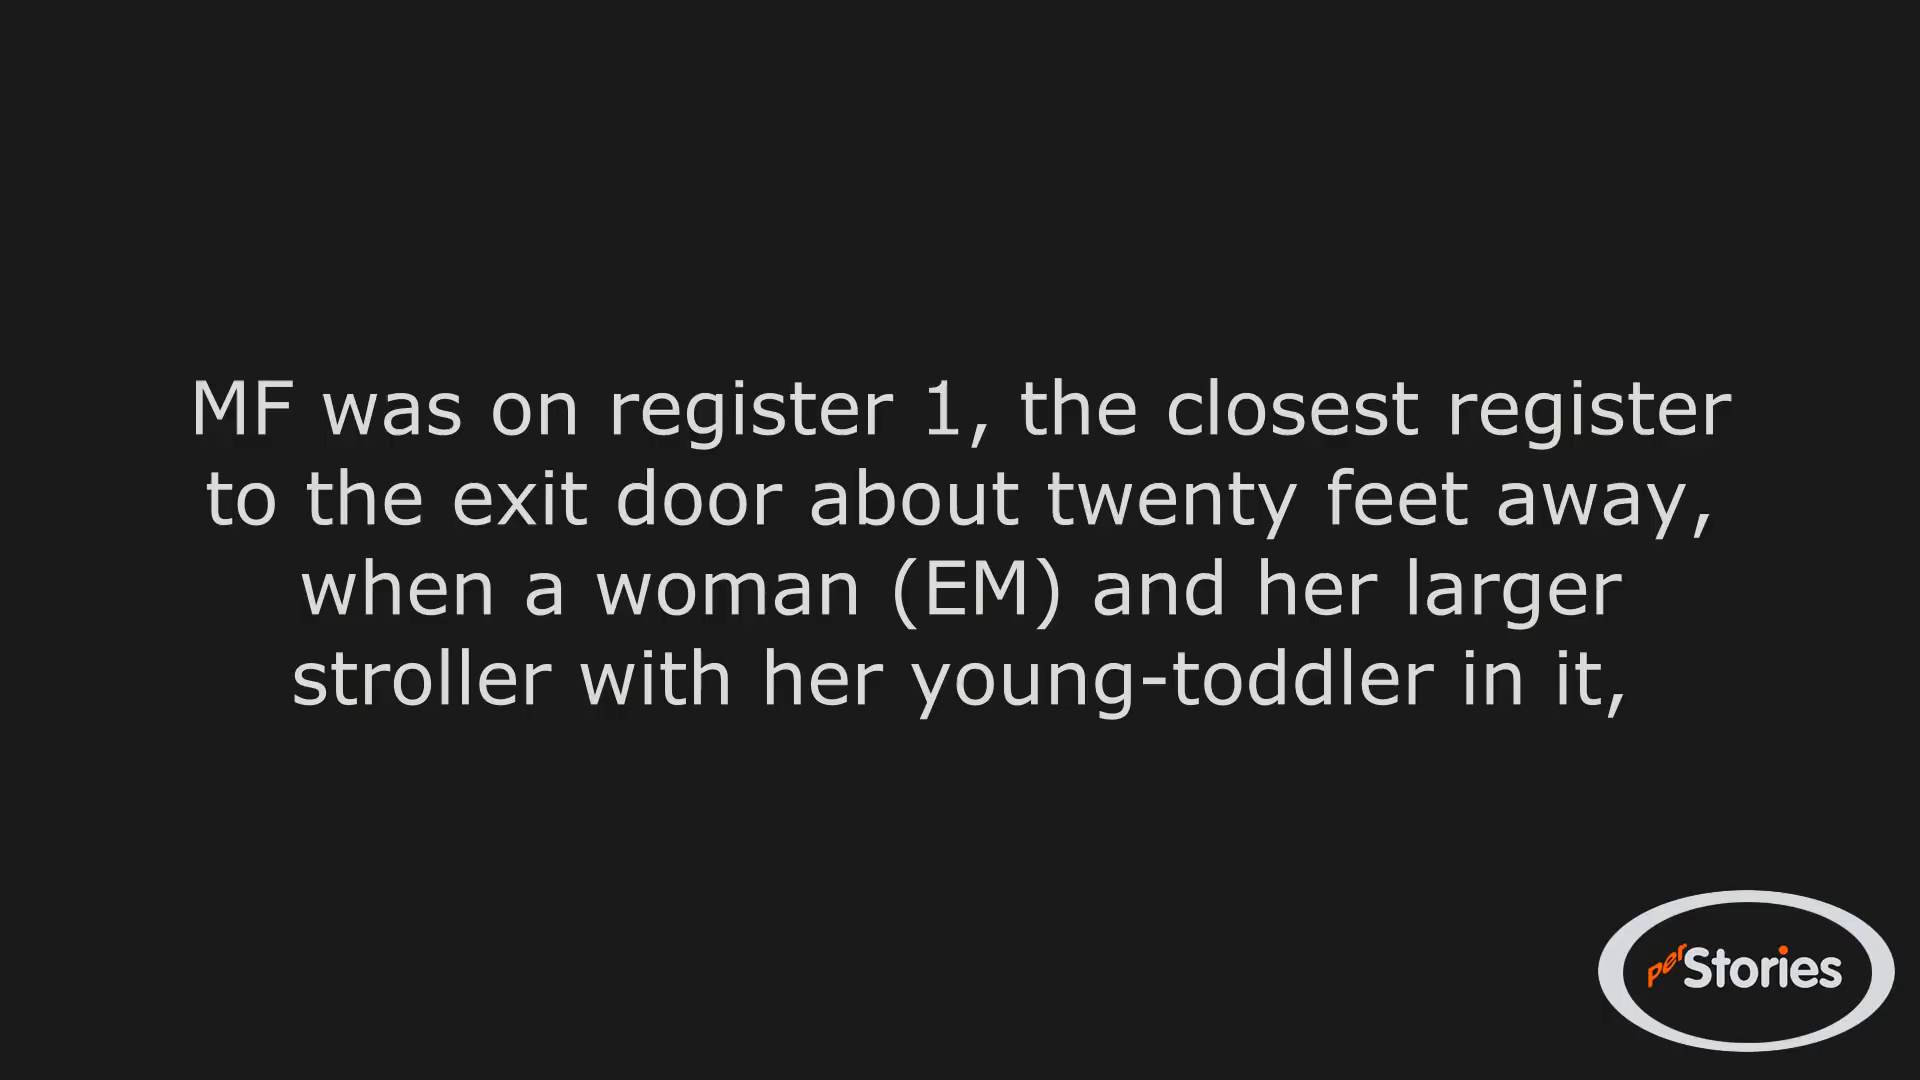 MF was on register 1, the closest register
to the exit door about twenty feet away,
when a woman (EM) and her larger
stroller with her young-toddler in it,
perStories